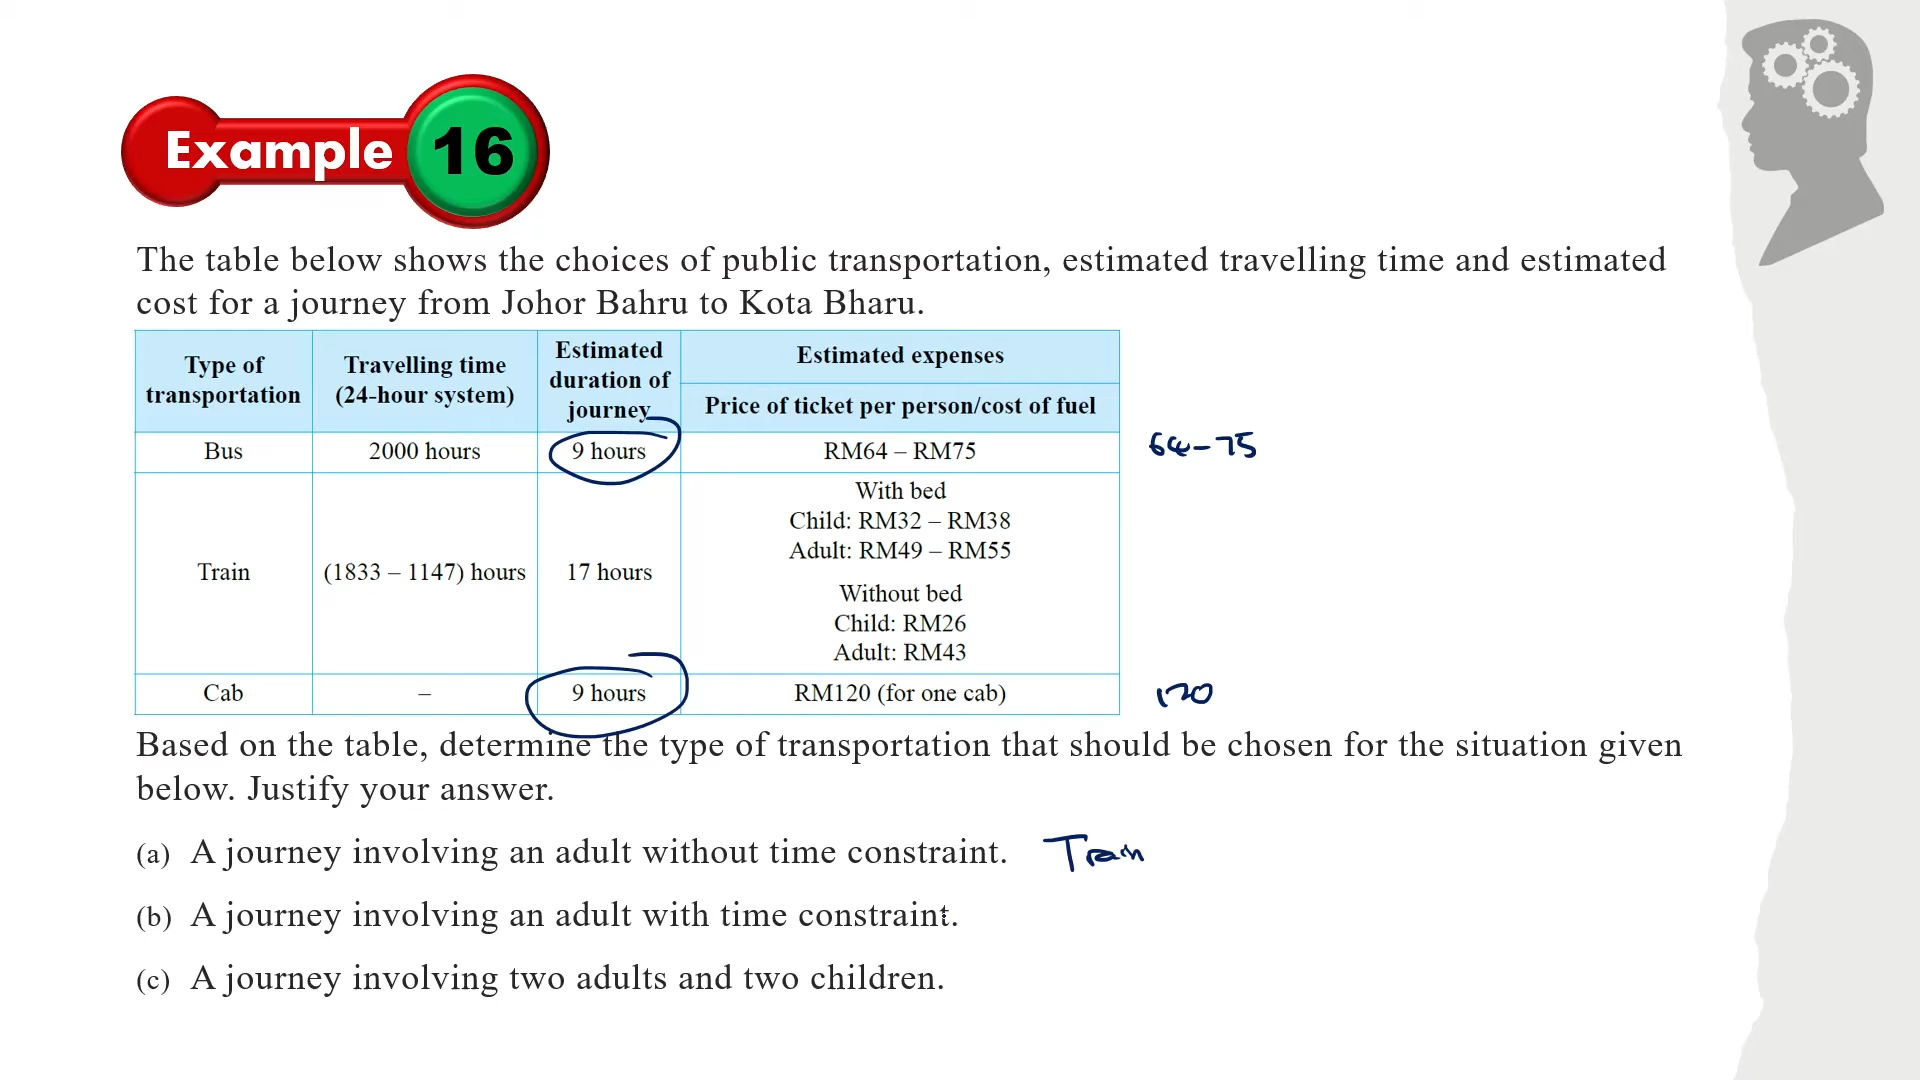 Example 16
The table below shows the choices of public transportation, estimated travelling time and estimated
cost for a journey from Johor Bahru to Kota Bharu.
Type of transportation
Travelling time (24-hour system)
Estimated duration of journey
Estimated expenses
Price of ticket per person/cost of fuel
Bus 2000 hours 9 hours RM64 – RM75 64-75
Train (1833 – 1147) hours 17 hours
With bed
Child: RM32 – RM38
Adult: RM49 – RM55
Without bed
Child: RM26
Adult: RM43
Cab – 9 hours RM120 (for one cab) 120
Based on the table, determine the type of transportation that should be chosen for the situation given
below. Justify your answer.
(a) A journey involving an adult without time constraint. Train
(b) A journey involving an adult with time constraint.
(c) A journey involving two adults and two children.